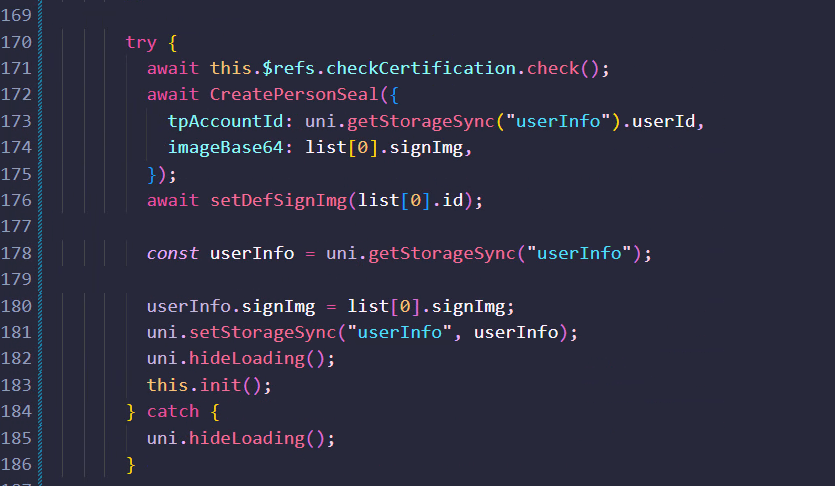 169
170 try {
171 await this.$refs.checkCertification.check();
172 await CreatePersonSeal({
173 tpAccountId: uni.getStorageSync("userInfo").userId,
174 imageBase64: list[0].signImg,
175 });
176 await setDefSignImg(list[0].id);
177
178 const userInfo = uni.getStorageSync("userInfo");
179
180 userInfo.signImg = list[0].signImg;
181 uni.setStorageSync("userInfo", userInfo);
182 uni.hideLoading();
183 this.init();
184 } catch {
185 uni.hideLoading();
186 }